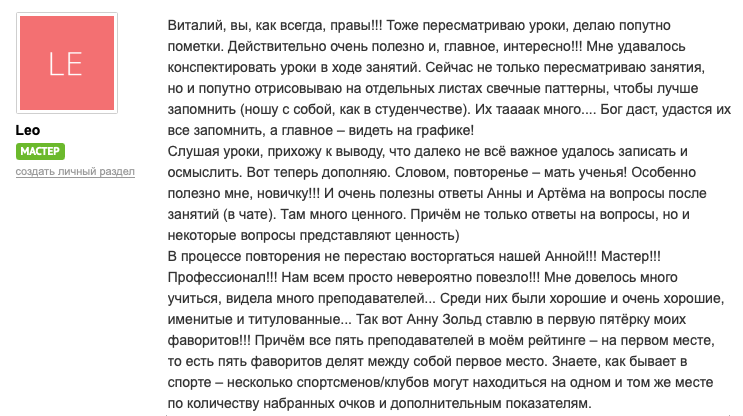 LE
Leo
МАСТЕР
создать личный раздел
Виталий, вы, как всегда, правы!!! Тоже пересматриваю уроки, делаю попутно
пометки. Действительно очень полезно и, главное, интересно!!! Мне удавалось
конспектировать уроки в ходе занятий. Сейчас не только пересматриваю занятия,
но и попутно отрисовываю на отдельных листах свечные паттерны, чтобы лучше
запомнить (ношу с собой, как в студенчестве). Их таааак много.... Бог даст, удастся их
все запомнить, а главное – видеть на графике!
Слушая уроки, прихожу к выводу, что далеко не всё важное удалось записать и
осмыслить. Вот теперь дополняю. Словом, повторенье – мать ученья! Особенно
полезно мне, новичку!!! И очень полезны ответы Анны и Артёма на вопросы после
занятий (в чате). Там много ценного. Причём не только ответы на вопросы, но и
некоторые вопросы представляют ценность)
В процессе повторения не перестаю восторгаться нашей Анной!!! Мастер!!!
Профессионал!!! Нам всем просто невероятно повезло!!! Мне довелось много
учиться, видела много преподавателей... Среди них были хорошие и очень хорошие,
именитые и титулованные... Так вот Анну Зольд ставлю в первую пятёрку моих
фаворитов!!! Причём все пять преподавателей в моём рейтинге – на первом месте,
то есть пять фаворитов делят между собой первое место. Знаете, как бывает в
спорте – несколько спортсменов/клубов могут находиться на одном и том же месте
по количеству набранных очков и дополнительным показателям.